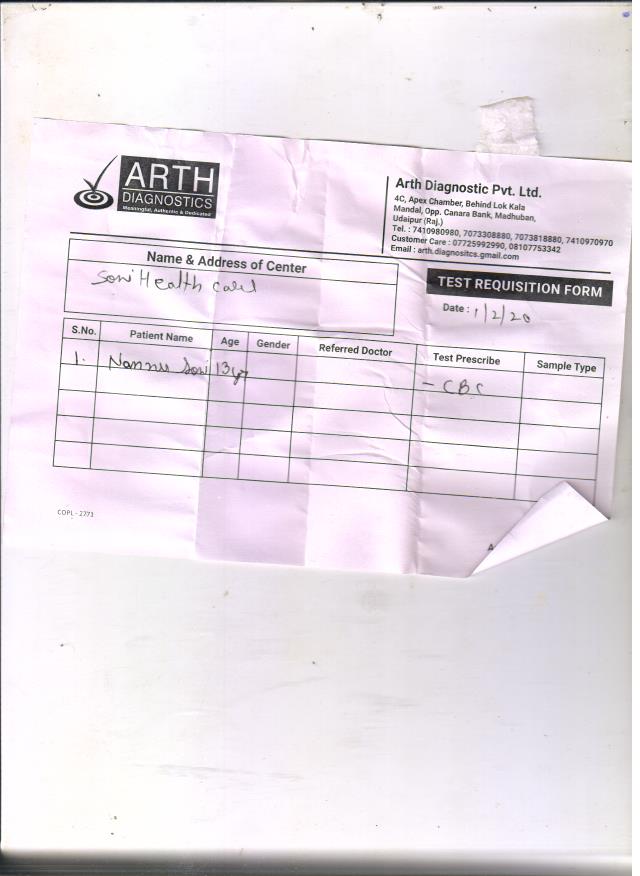 ARTH
DIAGNOSTICS
Meaningful, Authentic & Dedicated
Arth Diagnostic Pvt. Ltd.
4C, Apex Chamber, Behind Lok Kala
Mandal, Opp. Canara Bank, Madhuban,
Udaipur (Raj.)
Tel. : 7410980980, 7073308880, 7073818880, 7410970970
Customer Care : 07725992990, 08107753342
Email : arth.diagnositcs.gmail.com
Name & Address of Center
Soni Health Care
TEST REQUISITION FORM
Date : 1/2/20
S.No. Patient Name Age Gender Referred Doctor Test Prescribe Sample Type
1. Soni 13y - CBC
COPL - 2771
A